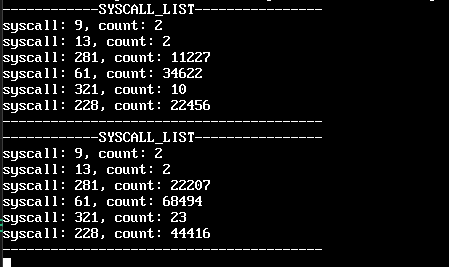 ------------SYSCALL_LIST----------------
syscall: 9, count: 2
syscall: 13, count: 2
syscall: 281, count: 11227
syscall: 61, count: 34622
syscall: 321, count: 10
syscall: 228, count: 22456
----------------------------------------
------------SYSCALL_LIST----------------
syscall: 9, count: 2
syscall: 13, count: 2
syscall: 281, count: 22207
syscall: 61, count: 68494
syscall: 321, count: 23
syscall: 228, count: 44416
----------------------------------------